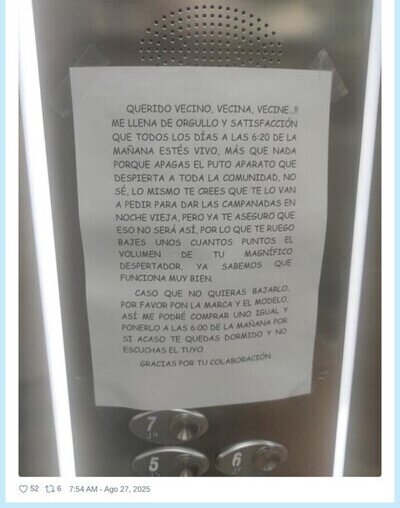 QUERIDO VECINO, VECINA, VECINE..!!
ME LLENA DE ORGULLO Y SATISFACCIÓN
QUE TODOS LOS DÍAS A LAS 6:20 DE LA
MAÑANA ESTÉS VIVO, MÁS QUE NADA
PORQUE APAGAS EL PUTO APARATO QUE
DESPIERTA A TODA LA COMUNIDAD, NO
SÉ, LO MISMO TE CREES QUE TE LO VAN
A PEDIR PARA DAR LAS CAMPANADAS EN
NOCHE VIEJA, PERO YA TE ASEGURO QUE
ESO NO SERÁ ASÍ, POR LO QUE TE RUEGO
BAJES UNOS CUANTOS PUNTOS EL
VOLUMEN DE TU MAGNÍFICO
DESPERTADOR, YA SABEMOS QUE
FUNCIONA MUY BIEN.
CASO QUE NO QUIERAS BAJARLO,
POR FAVOR PON LA MARCA Y EL MODELO,
ASÍ ME PODRÉ COMPRAR UNO IGUAL Y
PONERLO A LAS 6:00 DE LA MAÑANA POR
SI ACASO TE QUEDAS DORMIDO Y NO
ESCUCHAS EL TUYO.
GRACIAS POR TU COLABORACIÓN
7
5 6
52 6 7:54 AM - Ago 27, 2025